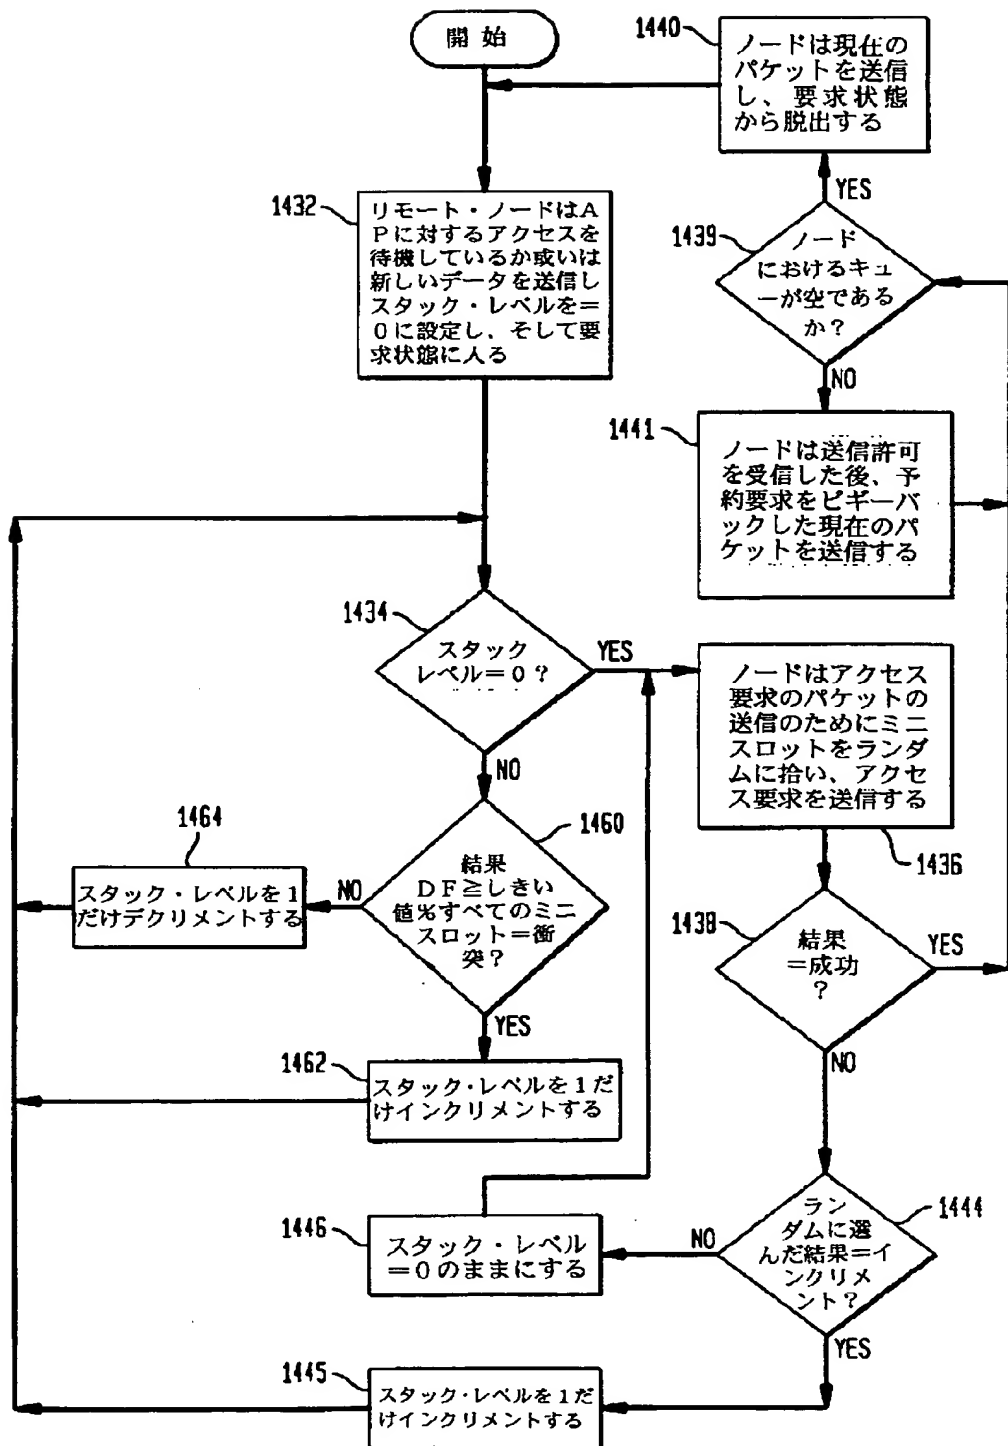 開 始
1440
ノードは現在の
パケットを送信
し、要求状態
から脱出する
1432
リモート・ノードはA
Pに対するアクセスを
待機しているか或いは
新しいデータを送信し
スタック・レベルを=
0に設定し、そして要
求状態に入る
YES
1439
ノード
におけるキュ
ーが空である
か?
NO
1441
ノードは送信許可
を受信した後、予
約要求をピギーバ
ックした現在のパ
ケットを送信する
1434
スタック
レベル=0?
YES
NO
ノードはアクセス
要求のパケットの
送信のためにミニ
スロットをランダ
ムに拾い、アクセ
ス要求を送信する
1436
1464
スタック・レベルを1
だけデクリメントする
NO
1460
結果
DF≧しきい
値%すべてのミニ
スロット=衝
突?
YES
1438
結果
=成功
?
YES
NO
1462
スタック・レベルを1だ
けインクリメントする
1446
スタック・レベル
=0のままにする
NO
1444
ラン
ダムに選
んだ結果=イ
ンクリメ
ント?
YES
1445
スタック・レベルを1だ
けインクリメントする